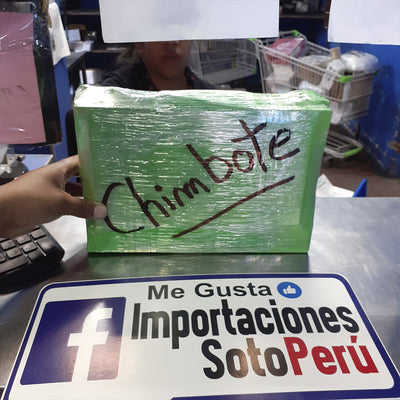 Chimbote
Me Gusta
f Importaciones
SotoPerú